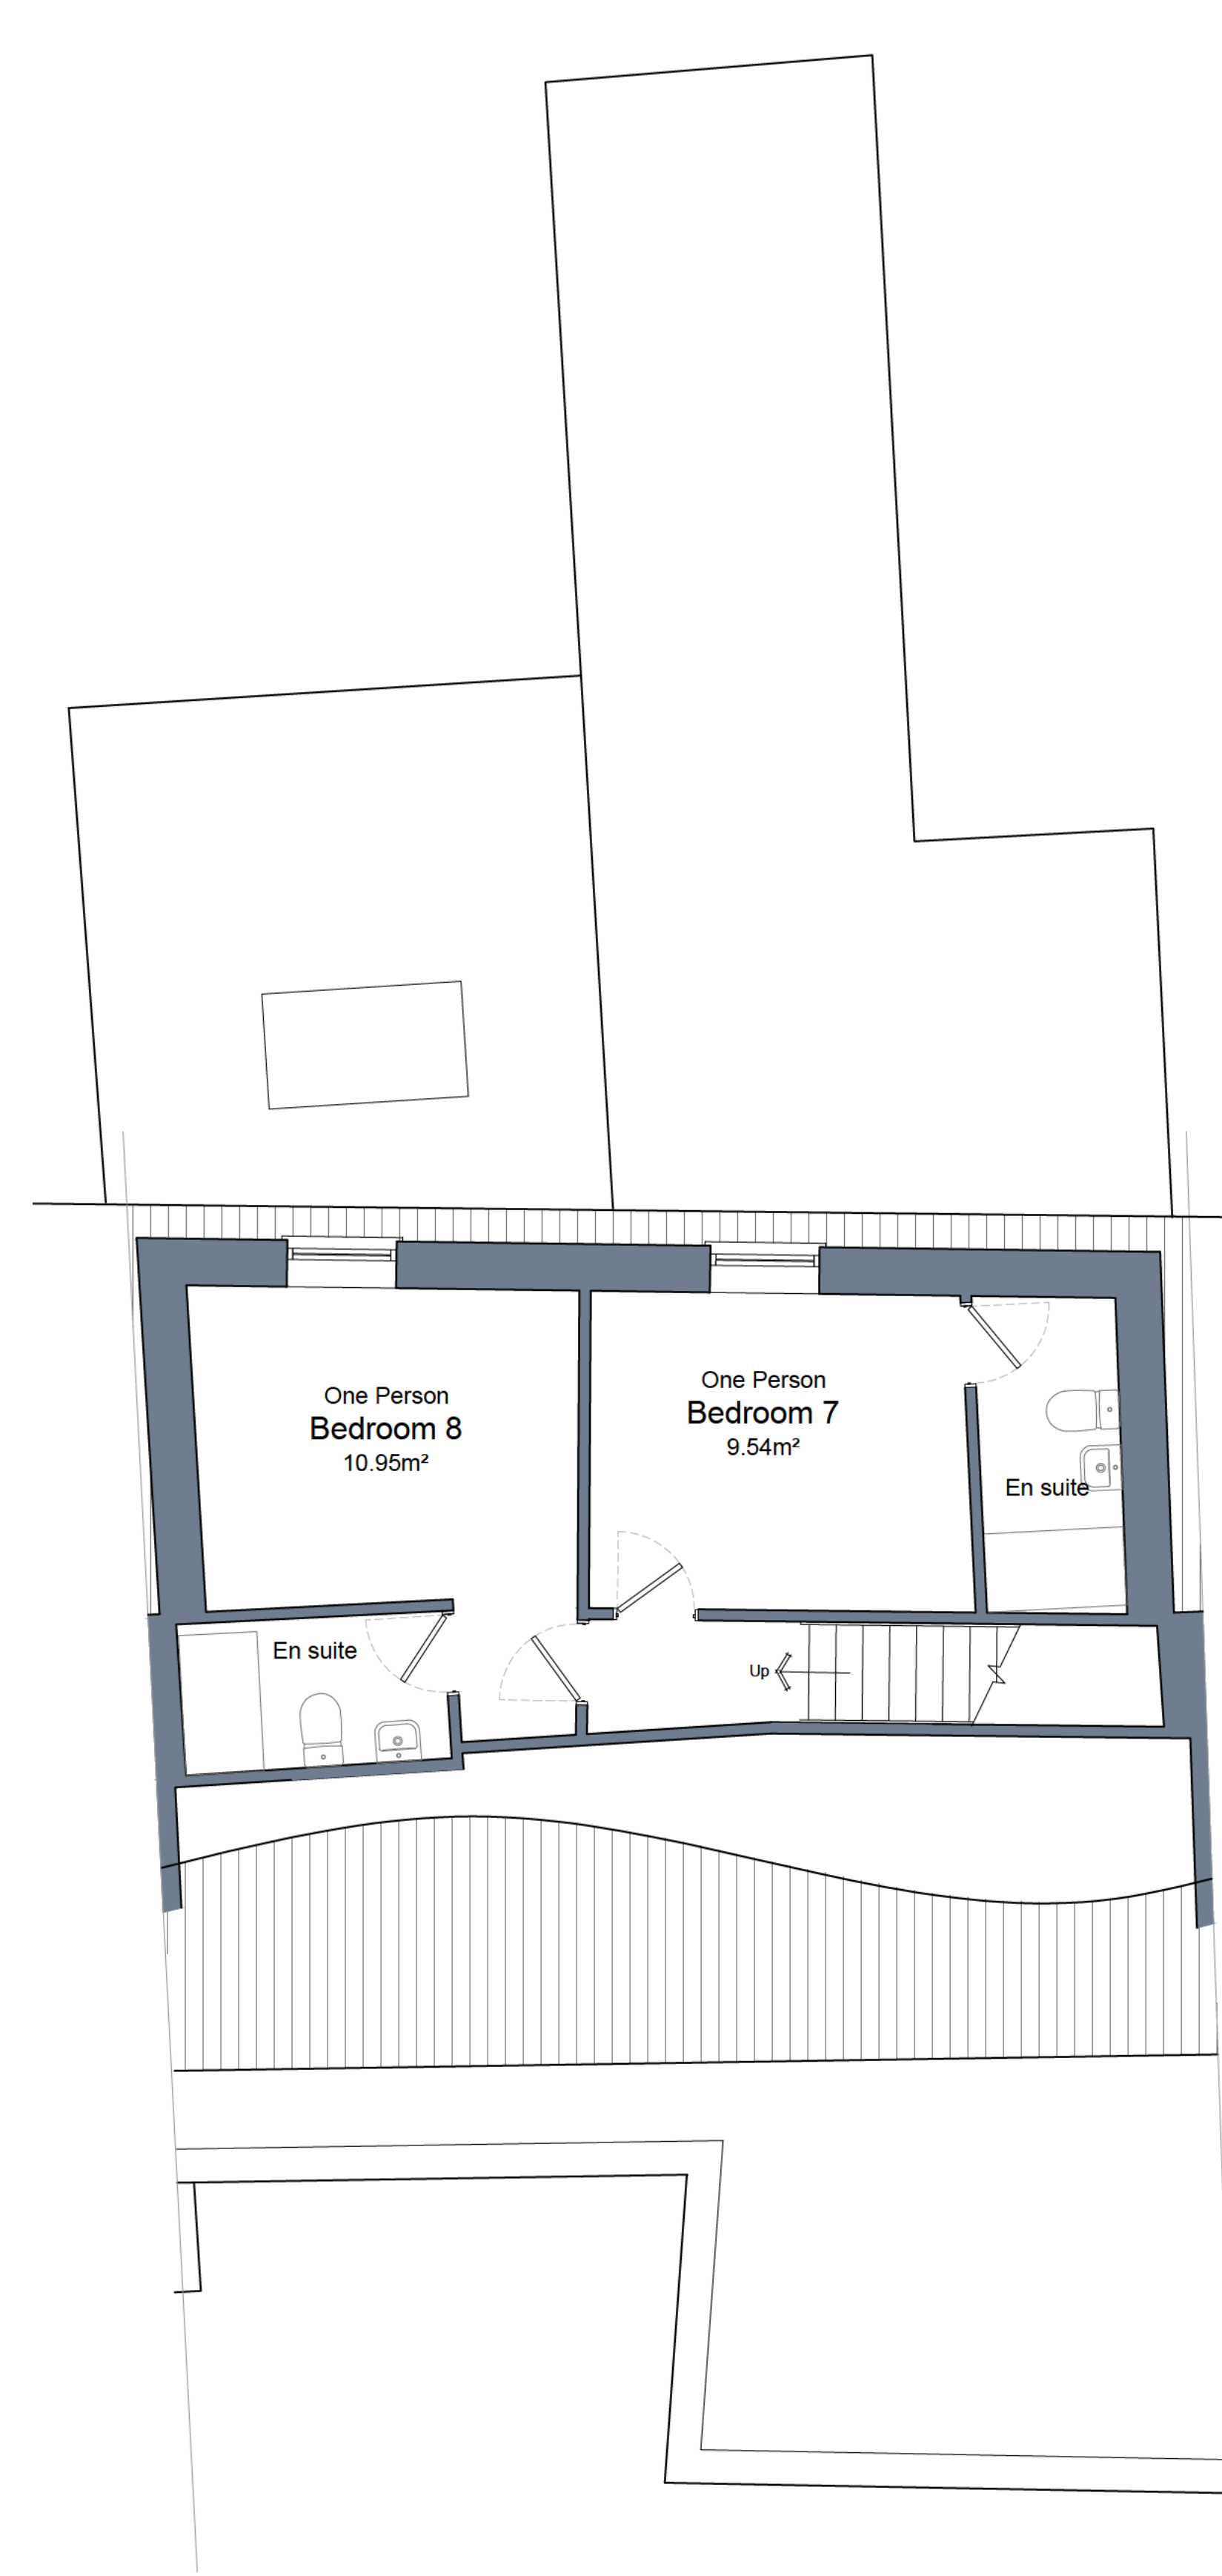 One Person
Bedroom 8
10.95m²
One Person
Bedroom 7
9.54m²
En suite
En suite
Up